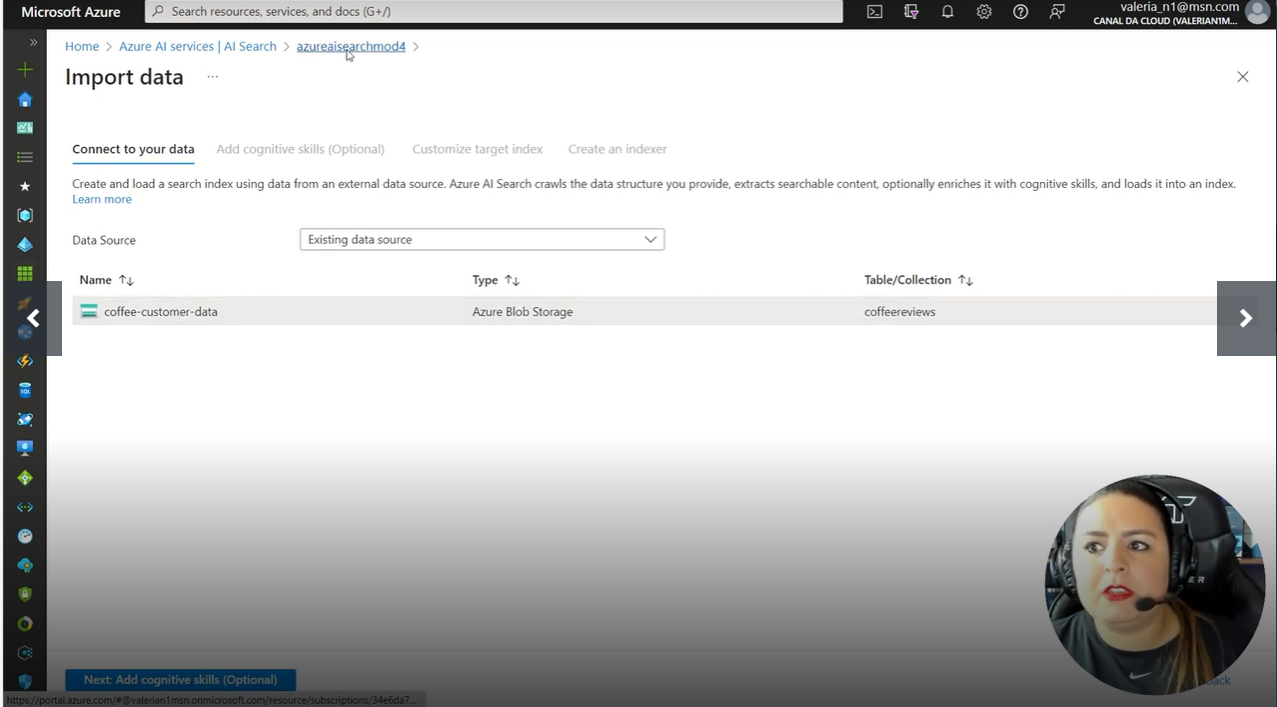 Microsoft Azure
Search resources, services, and docs (G+/)
valeria_n1@msn.com
CANAL DA CLOUD (VALERIAN1M...
Home > Azure AI services | AI Search > azureaisearchmod4 >
Import data ...
Connect to your data Add cognitive skills (Optional) Customize target index Create an indexer
Create and load a search index using data from an external data source. Azure AI Search crawls the data structure you provide, extracts searchable content, optionally enriches it with cognitive skills, and loads it into an index.
Learn more
Data Source Existing data source
Name Type Table/Collection
coffee-customer-data Azure Blob Storage coffeereviews
Next: Add cognitive skills (Optional)
https://portal.azure.com/#@valerian1msn.onmicrosoft.com/resource/subscriptions/34e6da7...